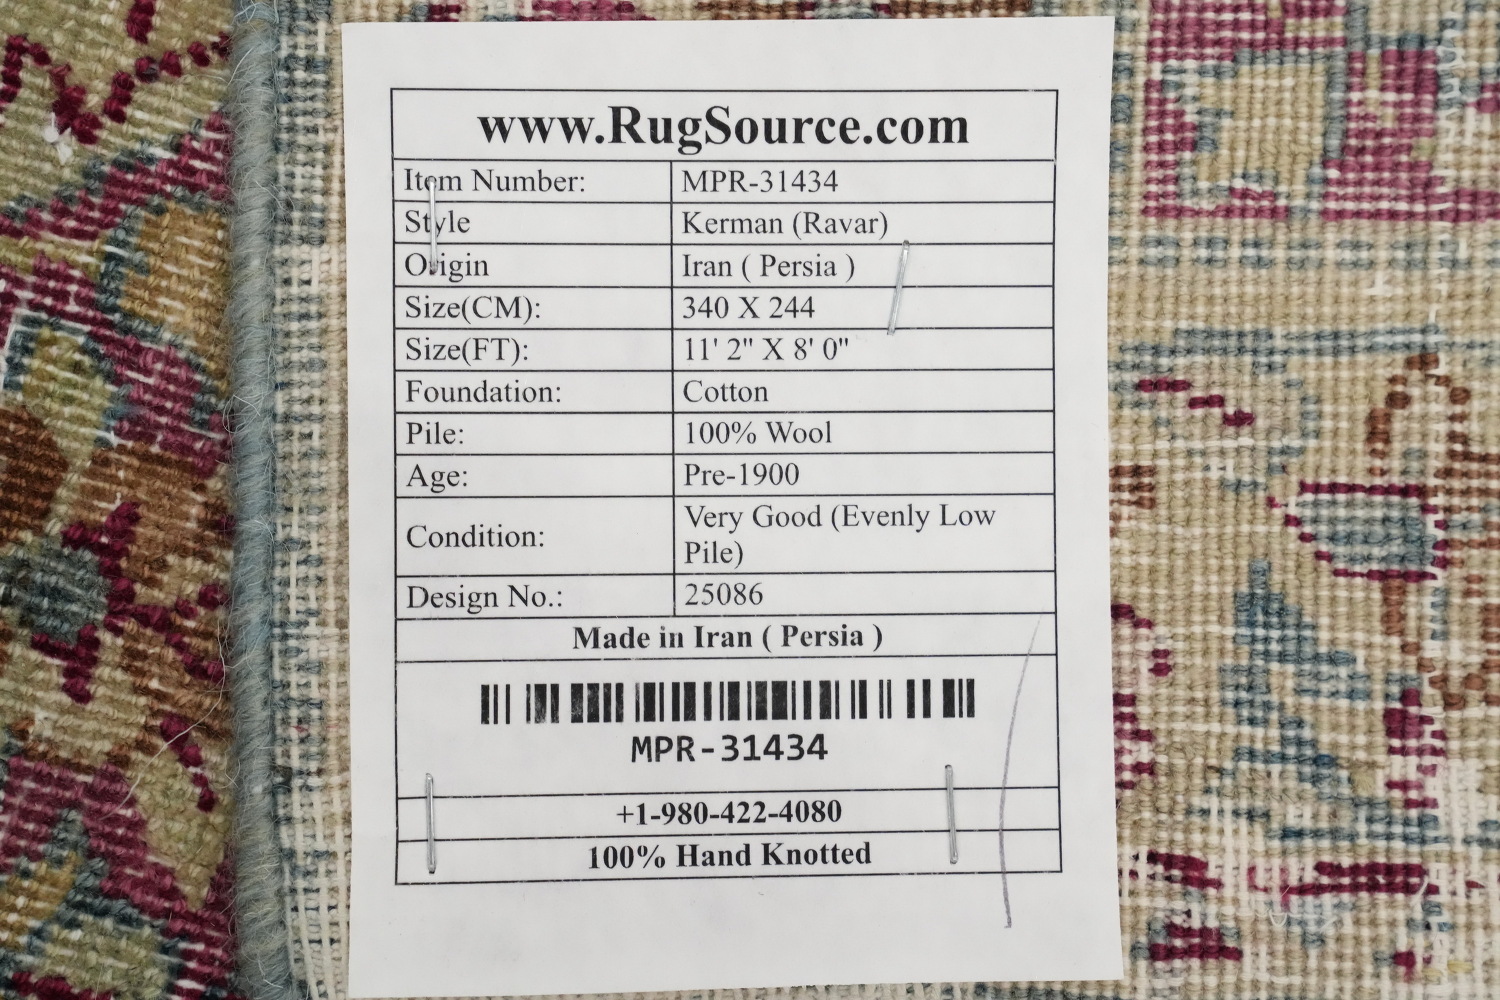 www.RugSource.com
Item Number: MPR-31434
Style Kerman (Ravar)
Origin Iran ( Persia )
Size(CM): 340 X 244
Size(FT): 11' 2" X 8' 0"
Foundation: Cotton
Pile: 100% Wool
Age: Pre-1900
Condition: Very Good (Evenly Low
Pile)
Design No.: 25086
Made in Iran ( Persia )
MPR-31434
+1-980-422-4080
100% Hand Knotted